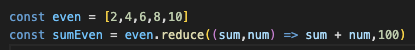 const even = [2,4,6,8,10]
const sumEven = even.reduce((sum,num) => sum + num,100)